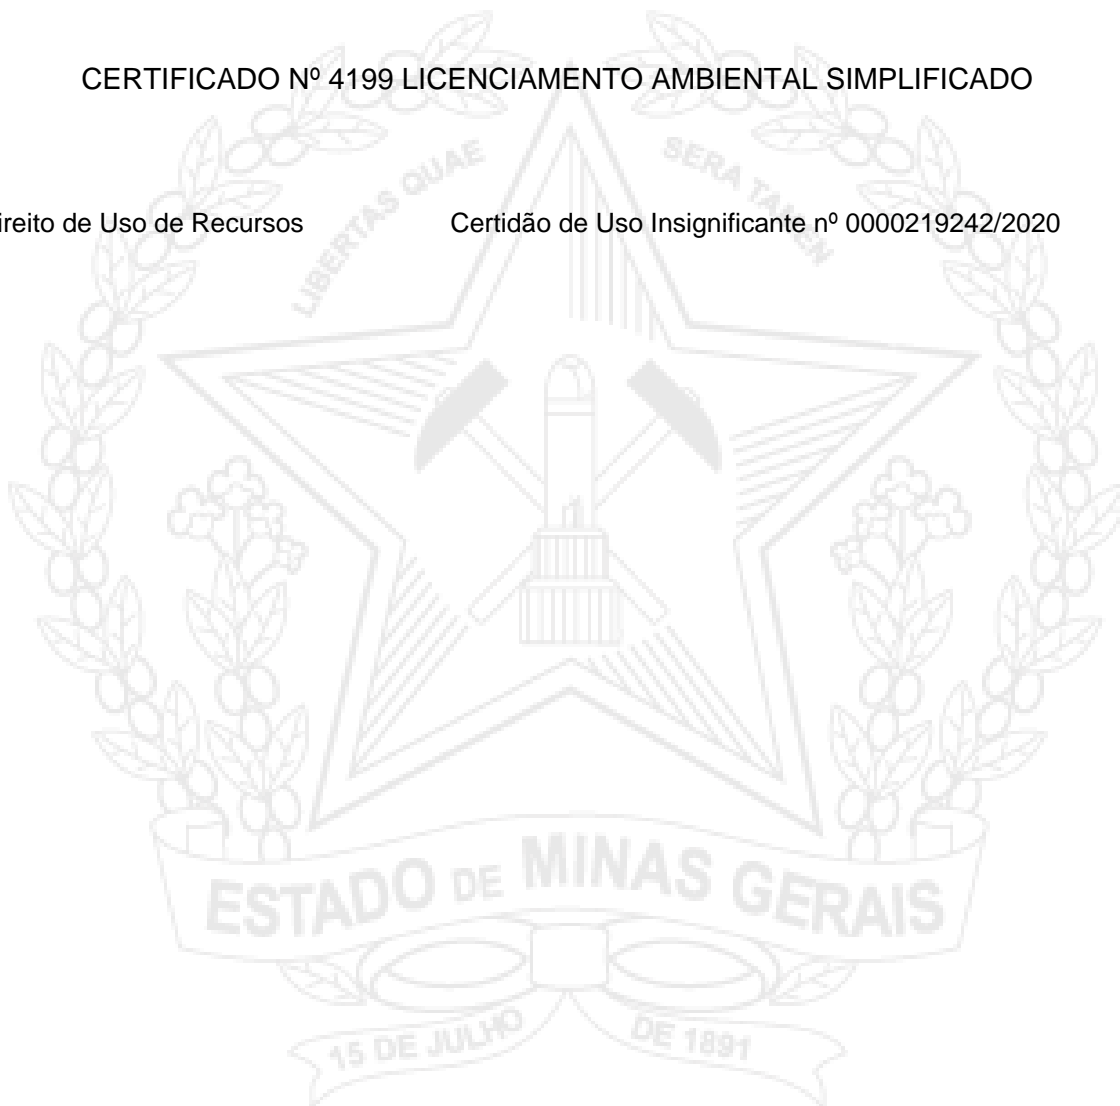 CERTIFICADO Nº 4199 LICENCIAMENTO AMBIENTAL SIMPLIFICADO
LIBERTAS QUAE SERA TAMEN
ireito de Uso de Recursos Certidão de Uso Insignificante nº 0000219242/2020
ESTADO DE MINAS GERAIS
15 DE JULHO DE 1891